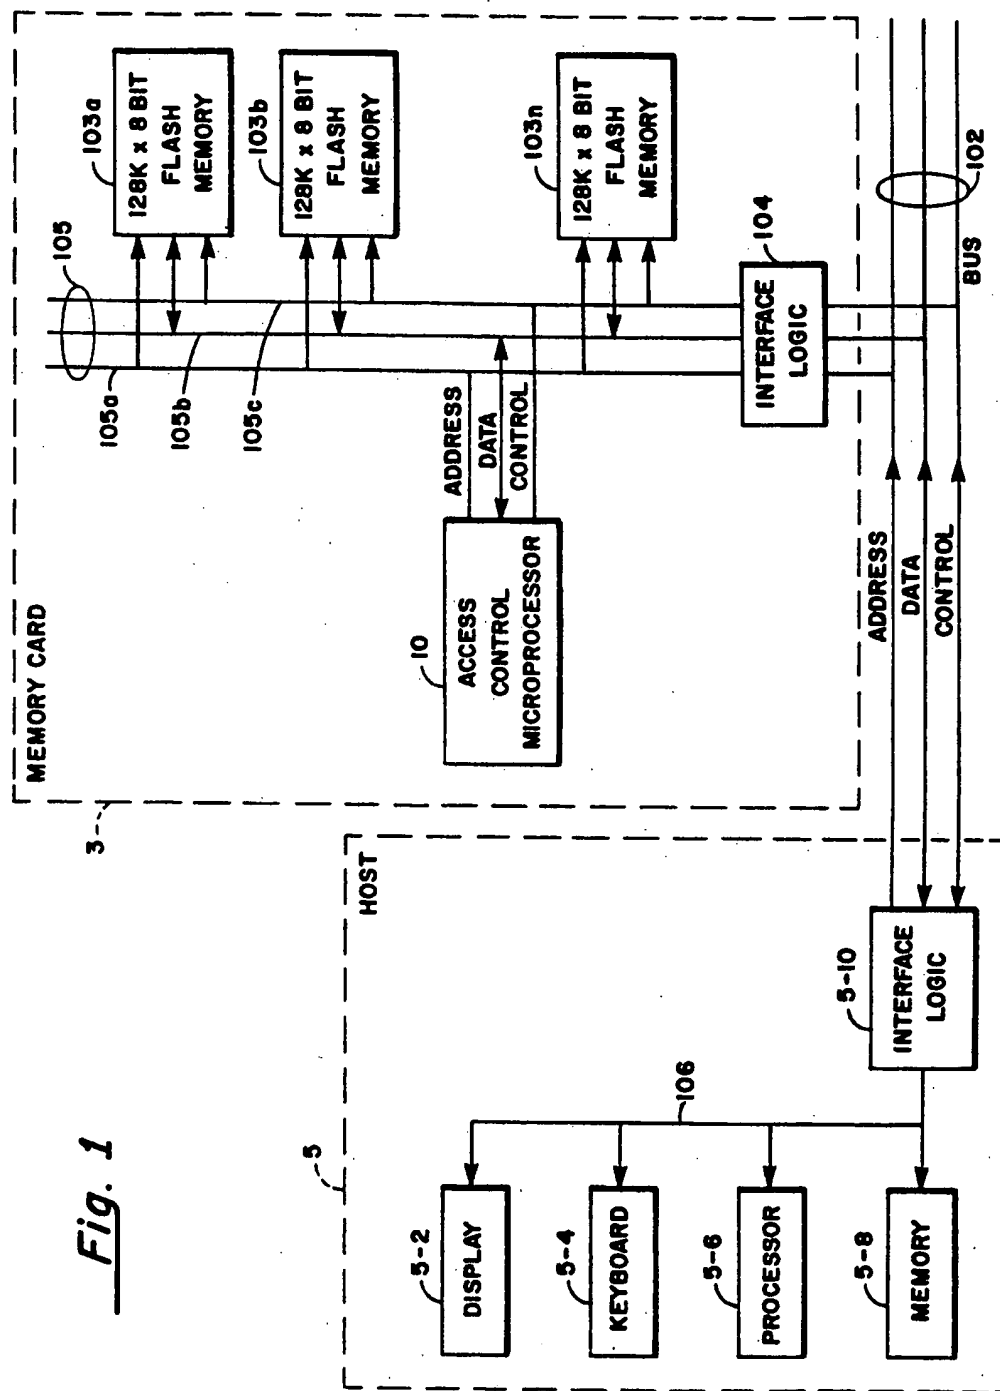 Fig. 1
5
HOST
5-2
DISPLAY
5-4
KEYBOARD
5-6
PROCESSOR
5-8
MEMORY
106
5-10
INTERFACE
LOGIC
3
MEMORY CARD
10
ACCESS
CONTROL
MICROPROCESSOR
ADDRESS
DATA
CONTROL
105
105a
105b
105c
103a
128K x 8 BIT
FLASH
MEMORY
103b
128K x 8 BIT
FLASH
MEMORY
103n
128K x 8 BIT
FLASH
MEMORY
104
INTERFACE
LOGIC
ADDRESS
DATA
CONTROL
BUS
102